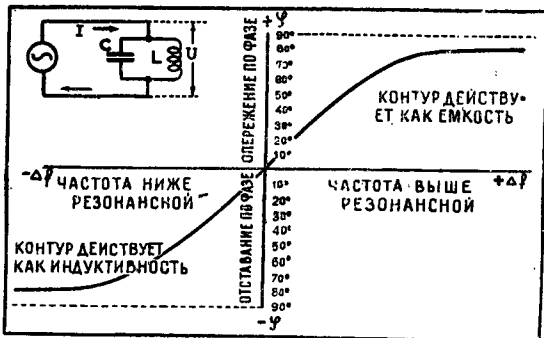 I
C
L
U
+φ
90°
80°
70°
60°
50°
40°
30°
20°
10°
ОПЕРЕЖЕНИЕ ПО ФАЗЕ
КОНТУР ДЕЙСТВУ-
ЕТ КАК ЕМКОСТЬ
-Δf
+Δf
ЧАСТОТА НИЖЕ
РЕЗОНАНСКОЙ
ЧАСТОТА ВЫШЕ
РЕЗОНАНСКОЙ
КОНТУР ДЕЙСТВУЕТ
КАК ИНДУКТИВНОСТЬ
ОТСТАВАНИЕ ПО ФАЗЕ
10°
20°
30°
40°
50°
60°
70°
80°
90°
-φ